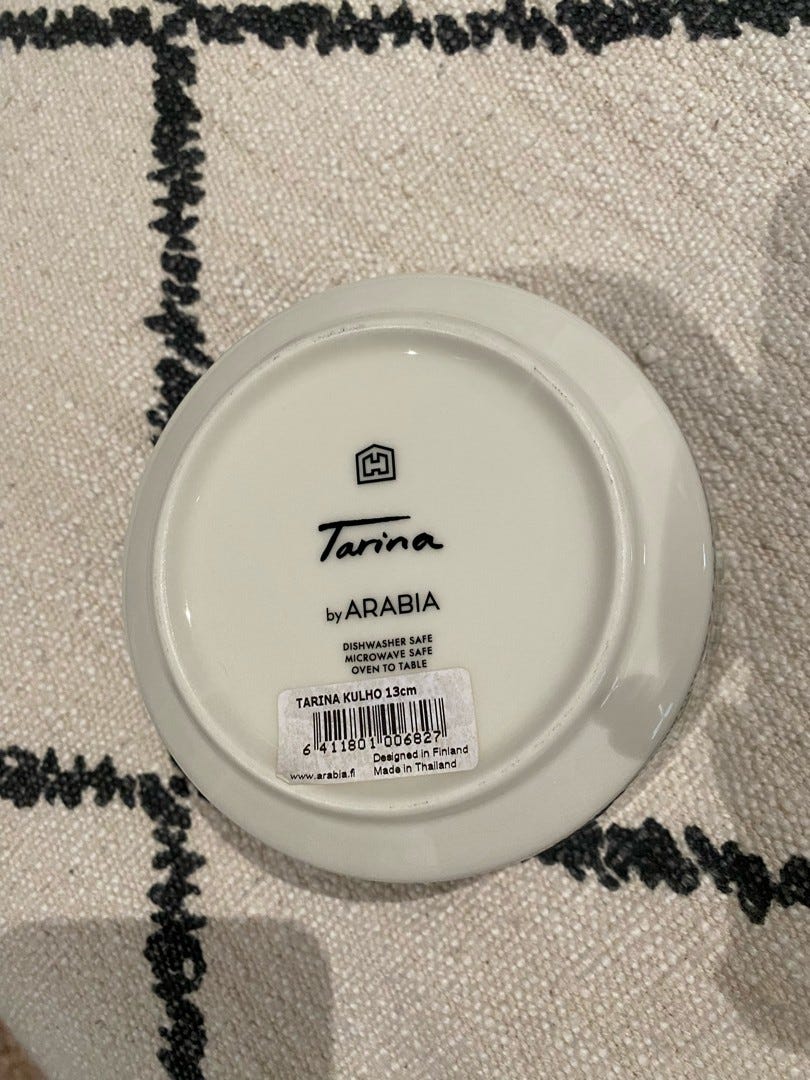 Tarina
by ARABIA
DISHWASHER SAFE
MICROWAVE SAFE
OVEN TO TABLE
TARINA KULHO 13cm
6 411801 006827
Designed in Finland
www.arabia.fi Made in Thailand